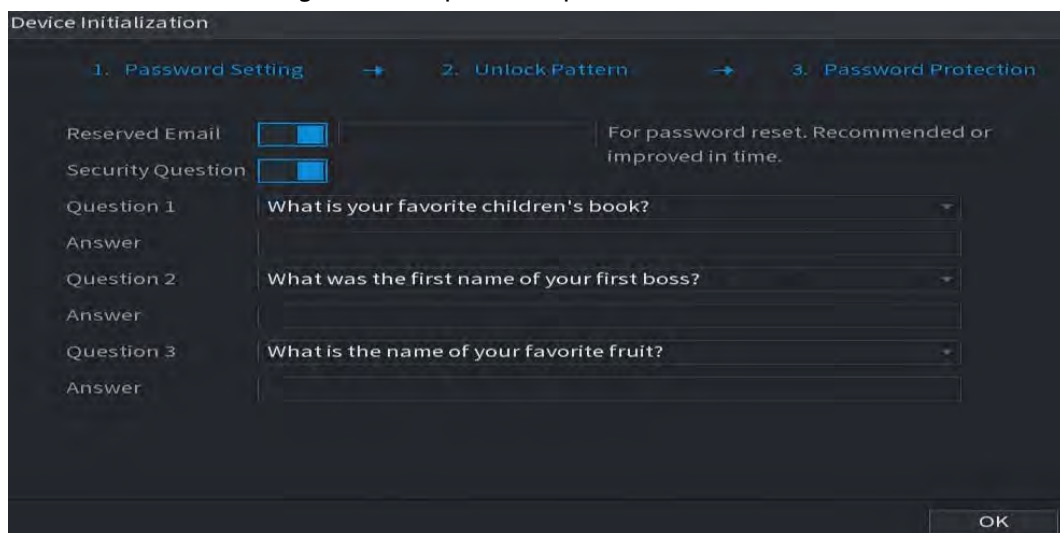 Device Initialization
1. Password Setting → 2. Unlock Pattern → 3. Password Protection
Reserved Email For password reset. Recommended or
improved in time.
Security Question
Question 1 What is your favorite children's book?
Answer
Question 2 What was the first name of your first boss?
Answer
Question 3 What is the name of your favorite fruit?
Answer
OK